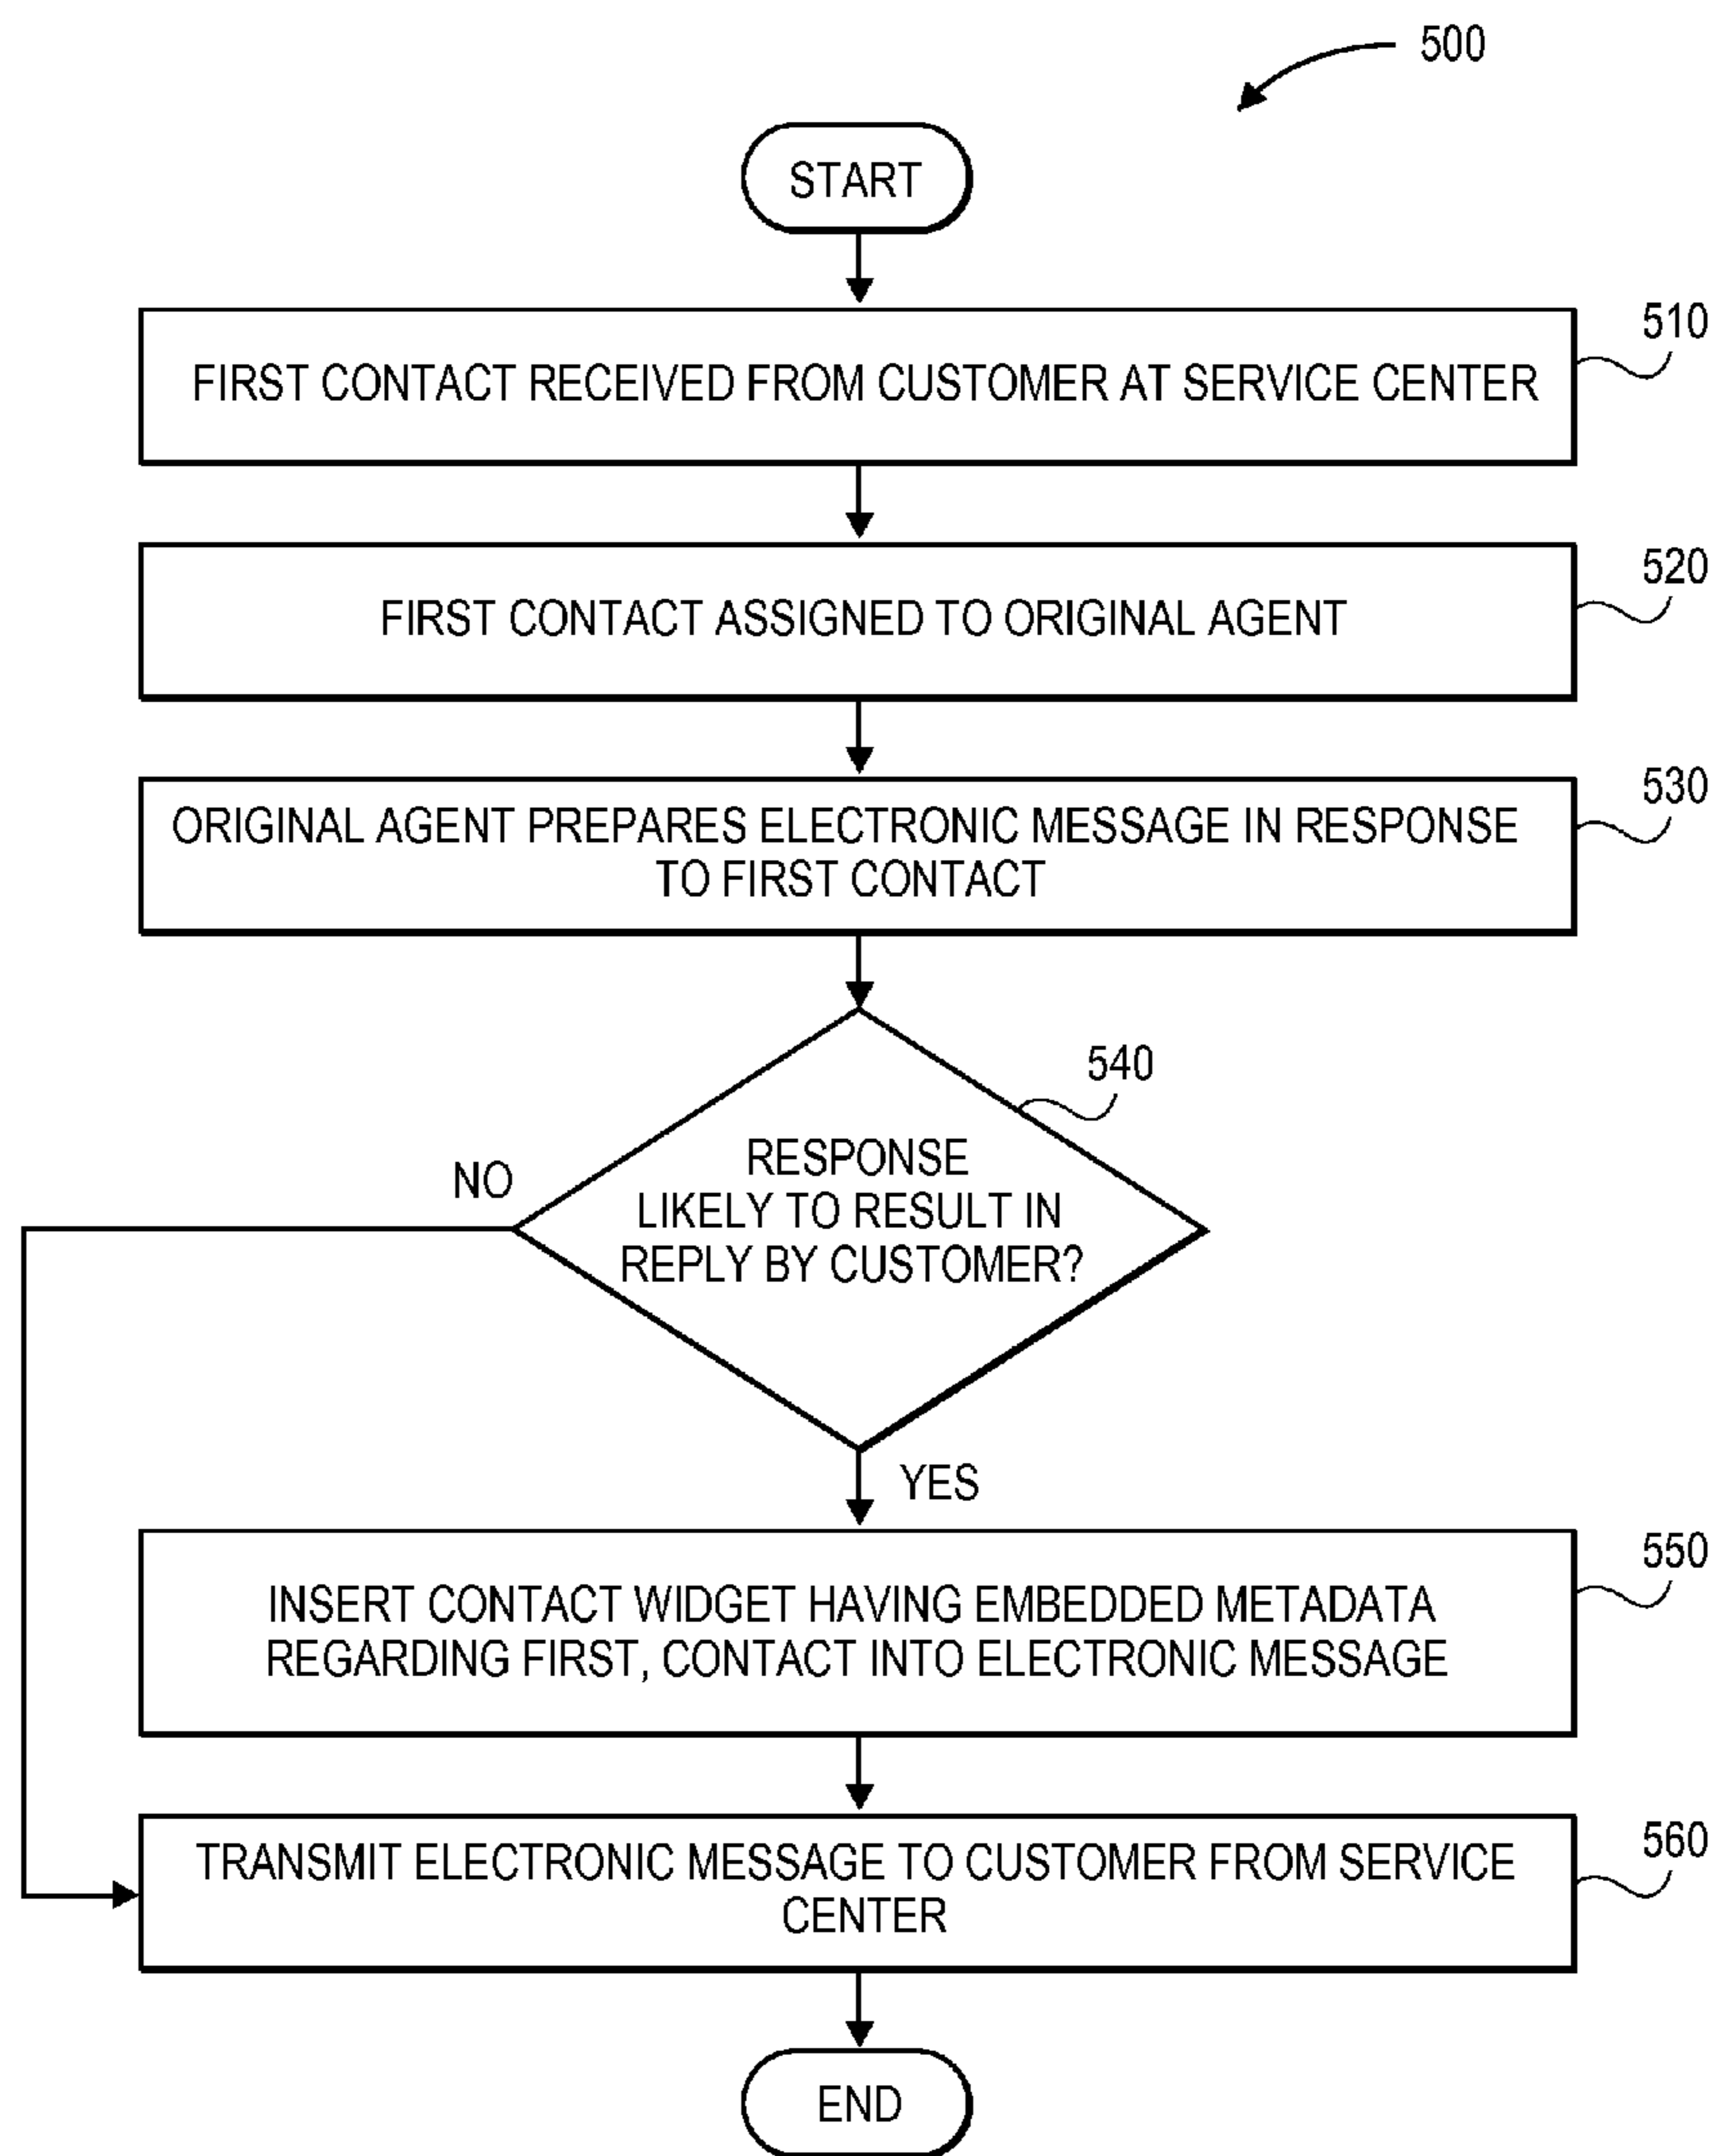 500
START
510
FIRST CONTACT RECEIVED FROM CUSTOMER AT SERVICE CENTER
520
FIRST CONTACT ASSIGNED TO ORIGINAL AGENT
530
ORIGINAL AGENT PREPARES ELECTRONIC MESSAGE IN RESPONSE
TO FIRST CONTACT
540
RESPONSE
LIKELY TO RESULT IN
REPLY BY CUSTOMER?
NO
YES
550
INSERT CONTACT WIDGET HAVING EMBEDDED METADATA
REGARDING FIRST, CONTACT INTO ELECTRONIC MESSAGE
560
TRANSMIT ELECTRONIC MESSAGE TO CUSTOMER FROM SERVICE
CENTER
END